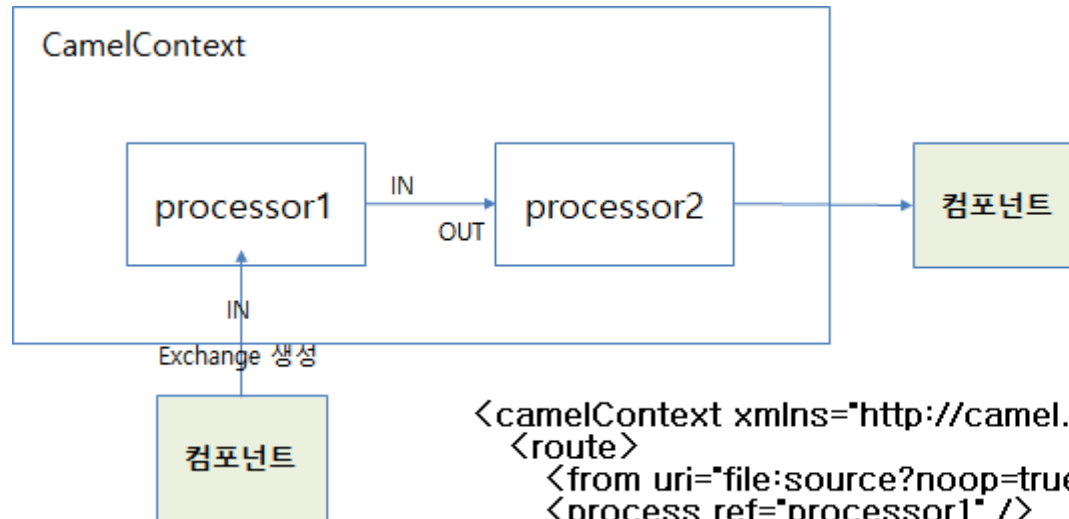 CamelContext
processor1
IN
OUT
processor2
컴포넌트
IN
Exchange 생성
컴포넌트
<camelContext xmlns="http://camel.
<route>
<from uri="file:source?noop=true
<process ref="processor1" />